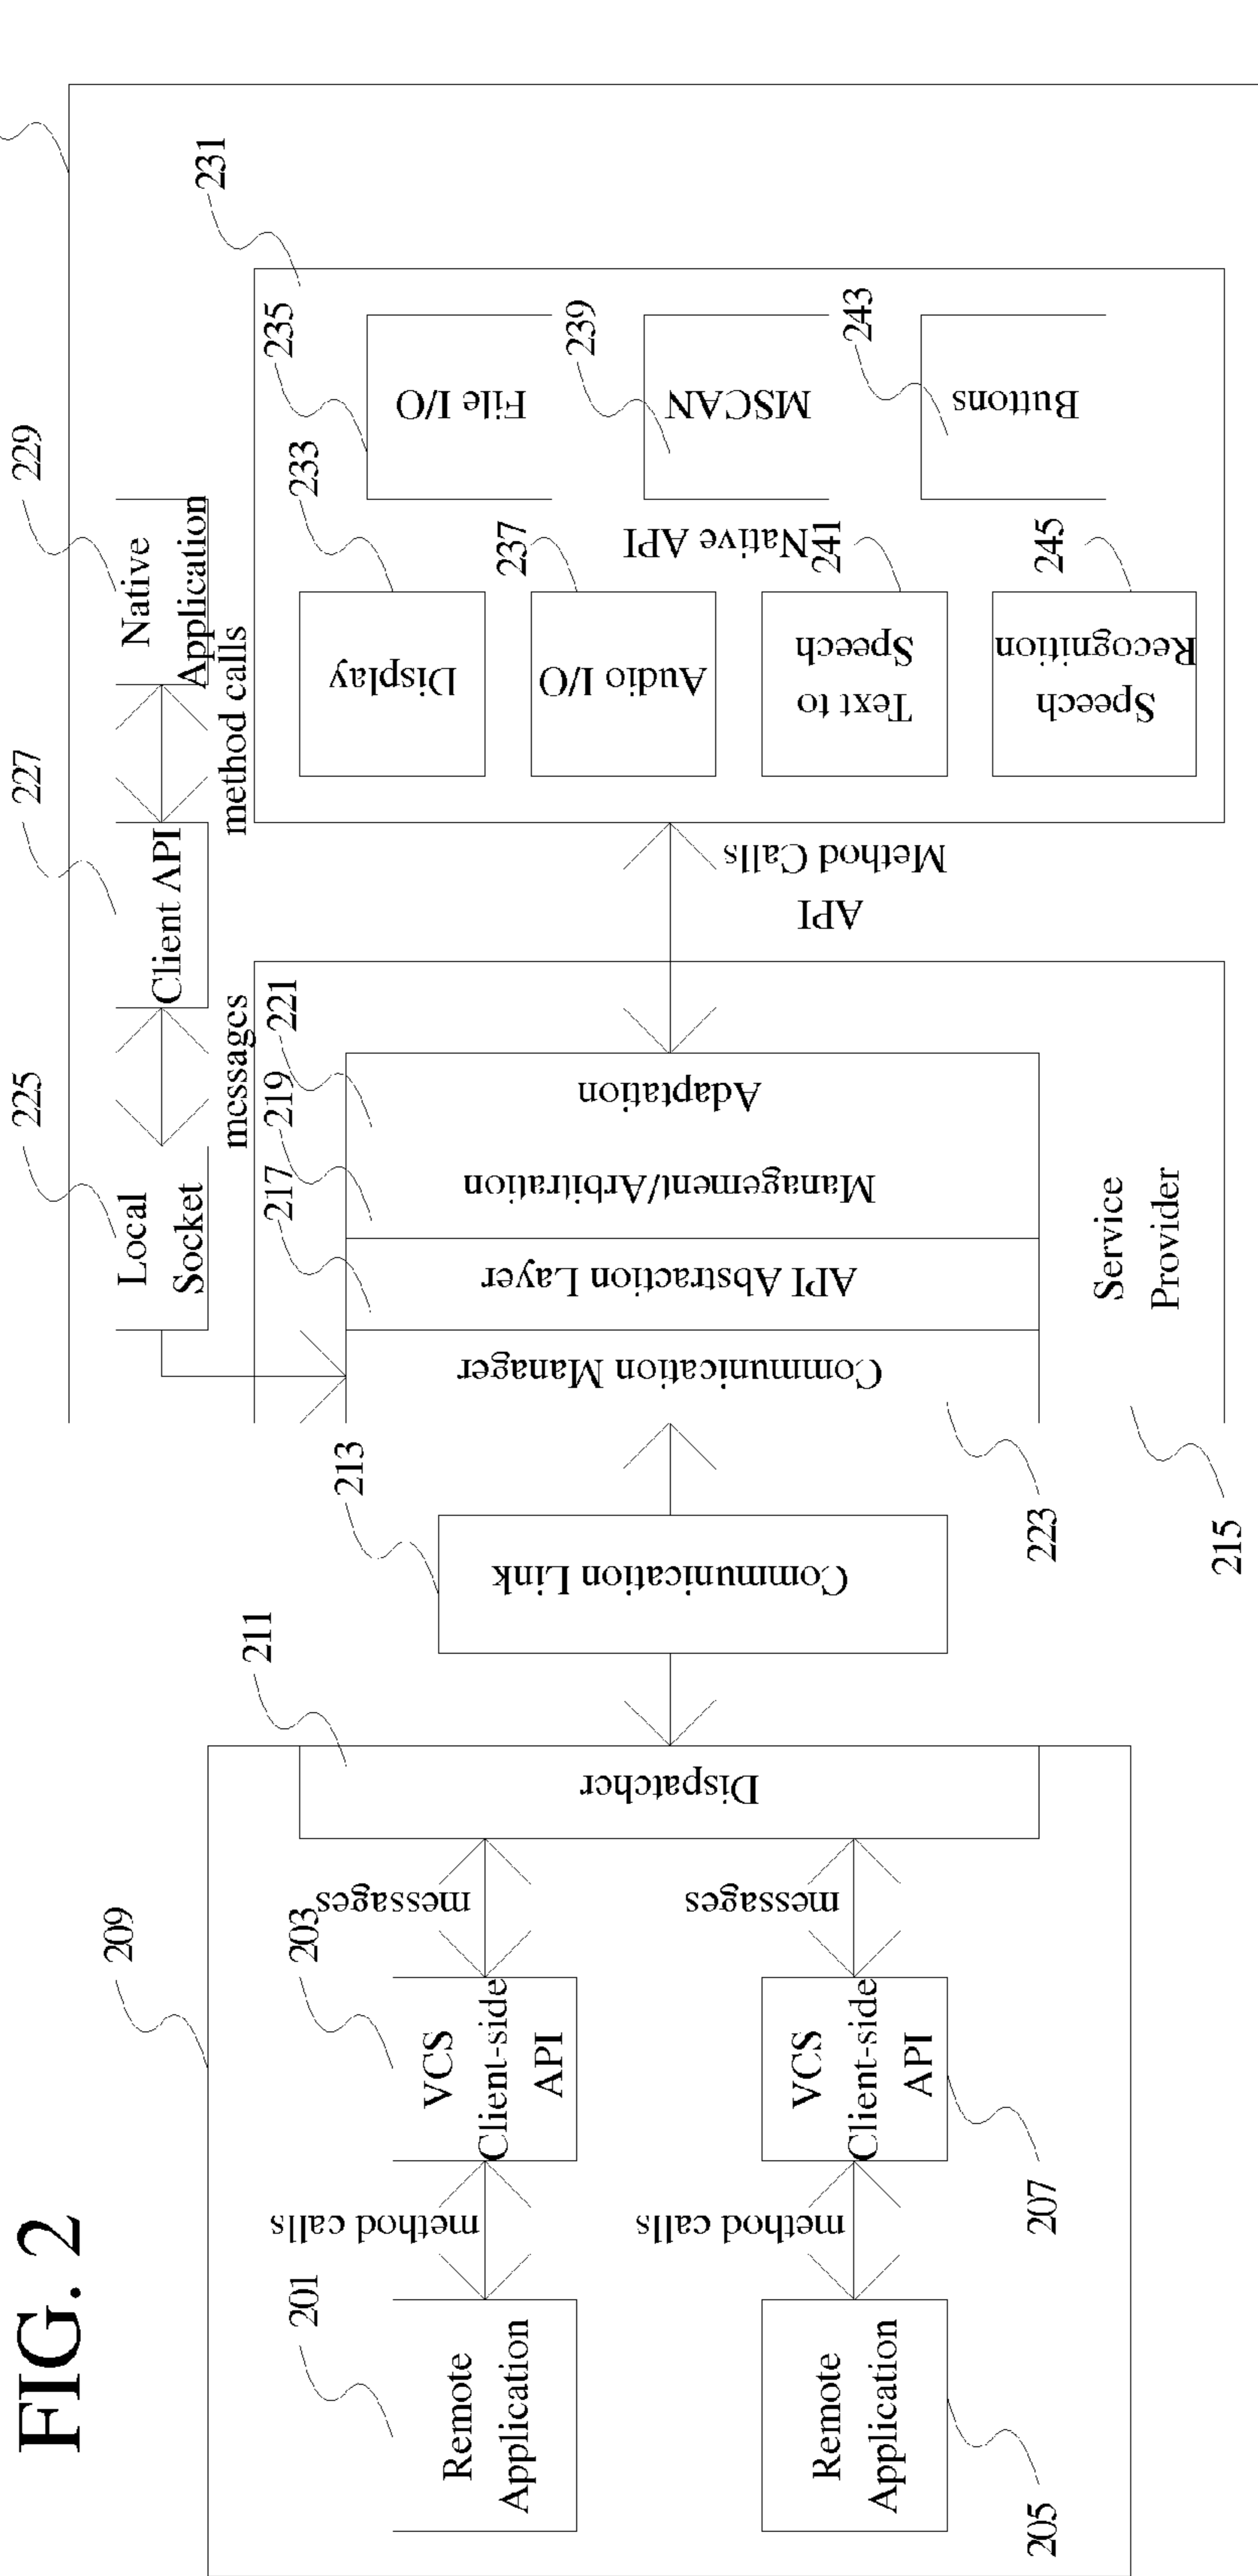 FIG. 2
209
201
Remote
Application
method calls
203
VCS
Client-side
API
messages
205
Remote
Application
method calls
207
VCS
Client-side
API
messages
211
Dispatcher
213
Communication Link
225
Local
Socket
messages
227
Client API
method calls
229
Native
Application
217
219
221
Communication Manager
API Abstraction Layer
Management/Arbitration
Adaptation
223
215
Service
Provider
API
Method Calls
231
233
Display
235
File I/O
237
Audio I/O
Native API
239
MSCAN
241
Text to
Speech
243
Buttons
245
Speech
Recognition